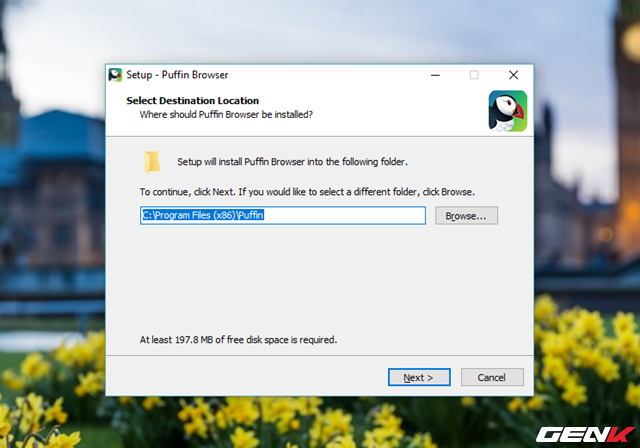 Setup - Puffin Browser
Select Destination Location
Where should Puffin Browser be installed?
Setup will install Puffin Browser into the following folder.
To continue, click Next. If you would like to select a different folder, click Browse.
C:\Program Files (x86)\Puffin
Browse...
At least 197.8 MB of free disk space is required.
Next >
Cancel
GENK